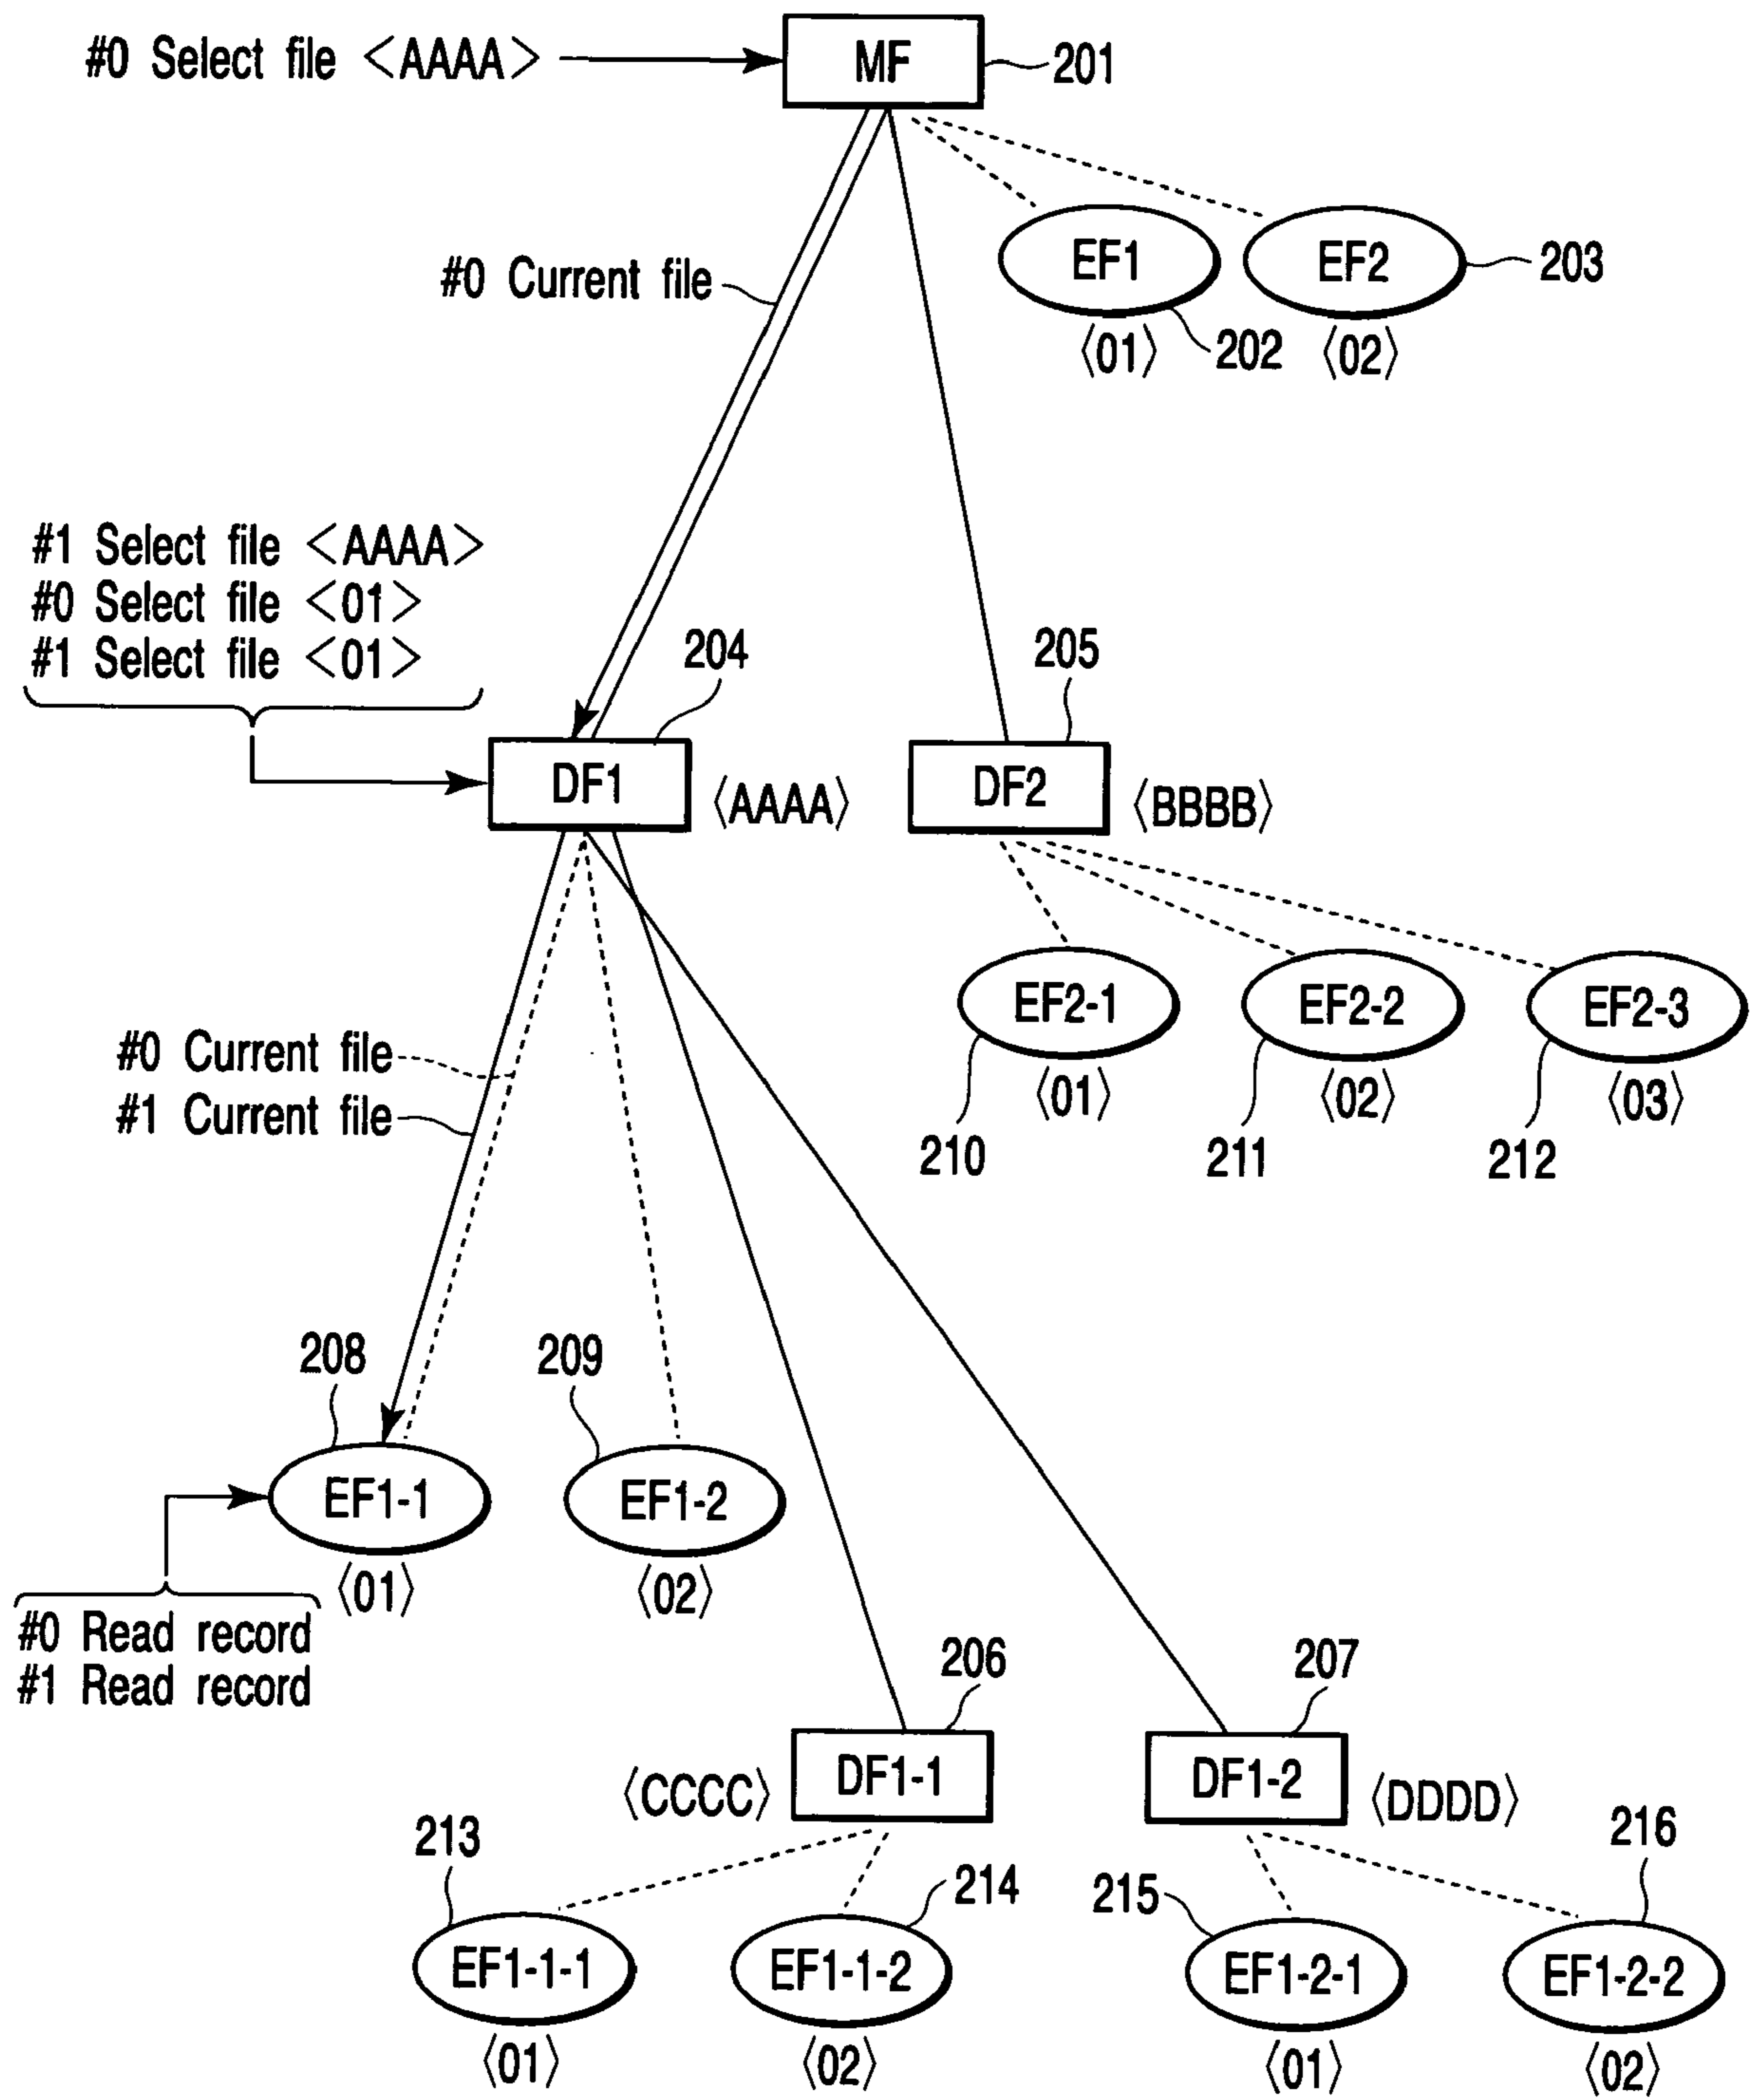 #0 Select file <AAAA>
MF
201
EF1
EF2
203
#0 Current file
<01>
202
<02>
#1 Select file <AAAA>
#0 Select file <01>
#1 Select file <01>
204
205
DF1
<AAAA>
DF2
<BBBB>
EF2-1
EF2-2
EF2-3
#0 Current file
#1 Current file
<01>
<02>
<03>
210
211
212
208
209
EF1-1
EF1-2
<01>
<02>
#0 Read record
#1 Read record
206
207
<CCCC>
DF1-1
DF1-2
<DDDD>
213
214
215
216
EF1-1-1
EF1-1-2
EF1-2-1
EF1-2-2
<01>
<02>
<01>
<02>